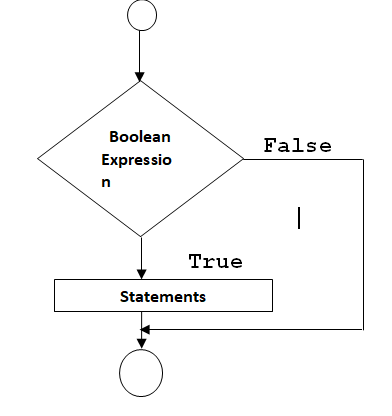 Boolean
Expressio
n
False
True
Statements